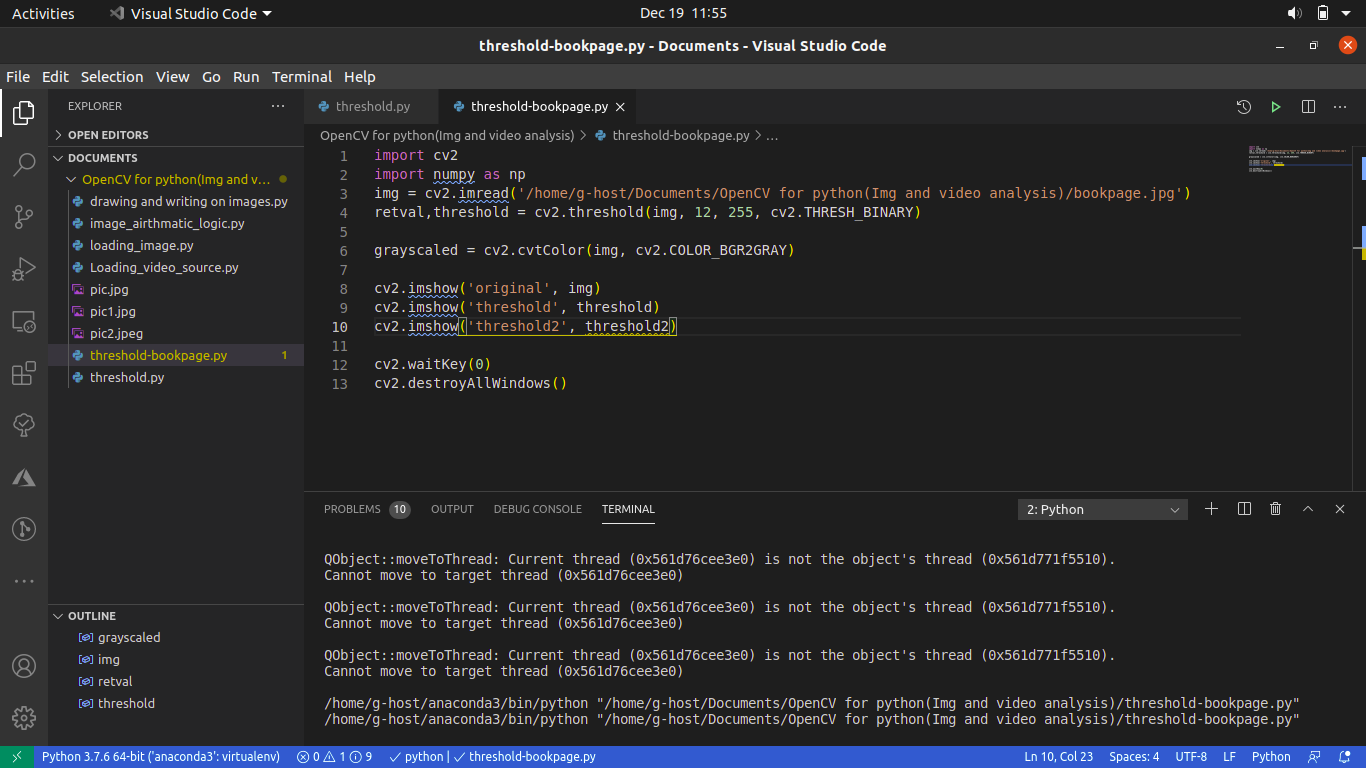 Activities
Visual Studio Code
Dec 19 11:55
threshold-bookpage.py - Documents - Visual Studio Code
File Edit Selection View Go Run Terminal Help
EXPLORER
OPEN EDITORS
DOCUMENTS
OpenCV for python(Img and v...
drawing and writing on images.py
image_airthmatic_logic.py
loading_image.py
Loading_video_source.py
pic.jpg
pic1.jpg
pic2.jpeg
threshold-bookpage.py 1
threshold.py
OUTLINE
grayscaled
img
retval
threshold
threshold.py threshold-bookpage.py
OpenCV for python(Img and video analysis) > threshold-bookpage.py > ...
1 import cv2
2 import numpy as np
3 img = cv2.imread('/home/g-host/Documents/OpenCV for python(Img and video analysis)/bookpage.jpg')
4 retval,threshold = cv2.threshold(img, 12, 255, cv2.THRESH_BINARY)
5
6 grayscaled = cv2.cvtColor(img, cv2.COLOR_BGR2GRAY)
7
8 cv2.imshow('original', img)
9 cv2.imshow('threshold', threshold)
10 cv2.imshow('threshold2', threshold2)
11
12 cv2.waitKey(0)
13 cv2.destroyAllWindows()
PROBLEMS 10 OUTPUT DEBUG CONSOLE TERMINAL
2: Python
QObject::moveToThread: Current thread (0x561d76cee3e0) is not the object's thread (0x561d771f5510).
Cannot move to target thread (0x561d76cee3e0)
QObject::moveToThread: Current thread (0x561d76cee3e0) is not the object's thread (0x561d771f5510).
Cannot move to target thread (0x561d76cee3e0)
QObject::moveToThread: Current thread (0x561d76cee3e0) is not the object's thread (0x561d771f5510).
Cannot move to target thread (0x561d76cee3e0)
/home/g-host/anaconda3/bin/python "/home/g-host/Documents/OpenCV for python(Img and video analysis)/threshold-bookpage.py"
/home/g-host/anaconda3/bin/python "/home/g-host/Documents/OpenCV for python(Img and video analysis)/threshold-bookpage.py"
Python 3.7.6 64-bit ('anaconda3': virtualenv) 0 1 9 python | threshold-bookpage.py Ln 10, Col 23 Spaces: 4 UTF-8 LF Python